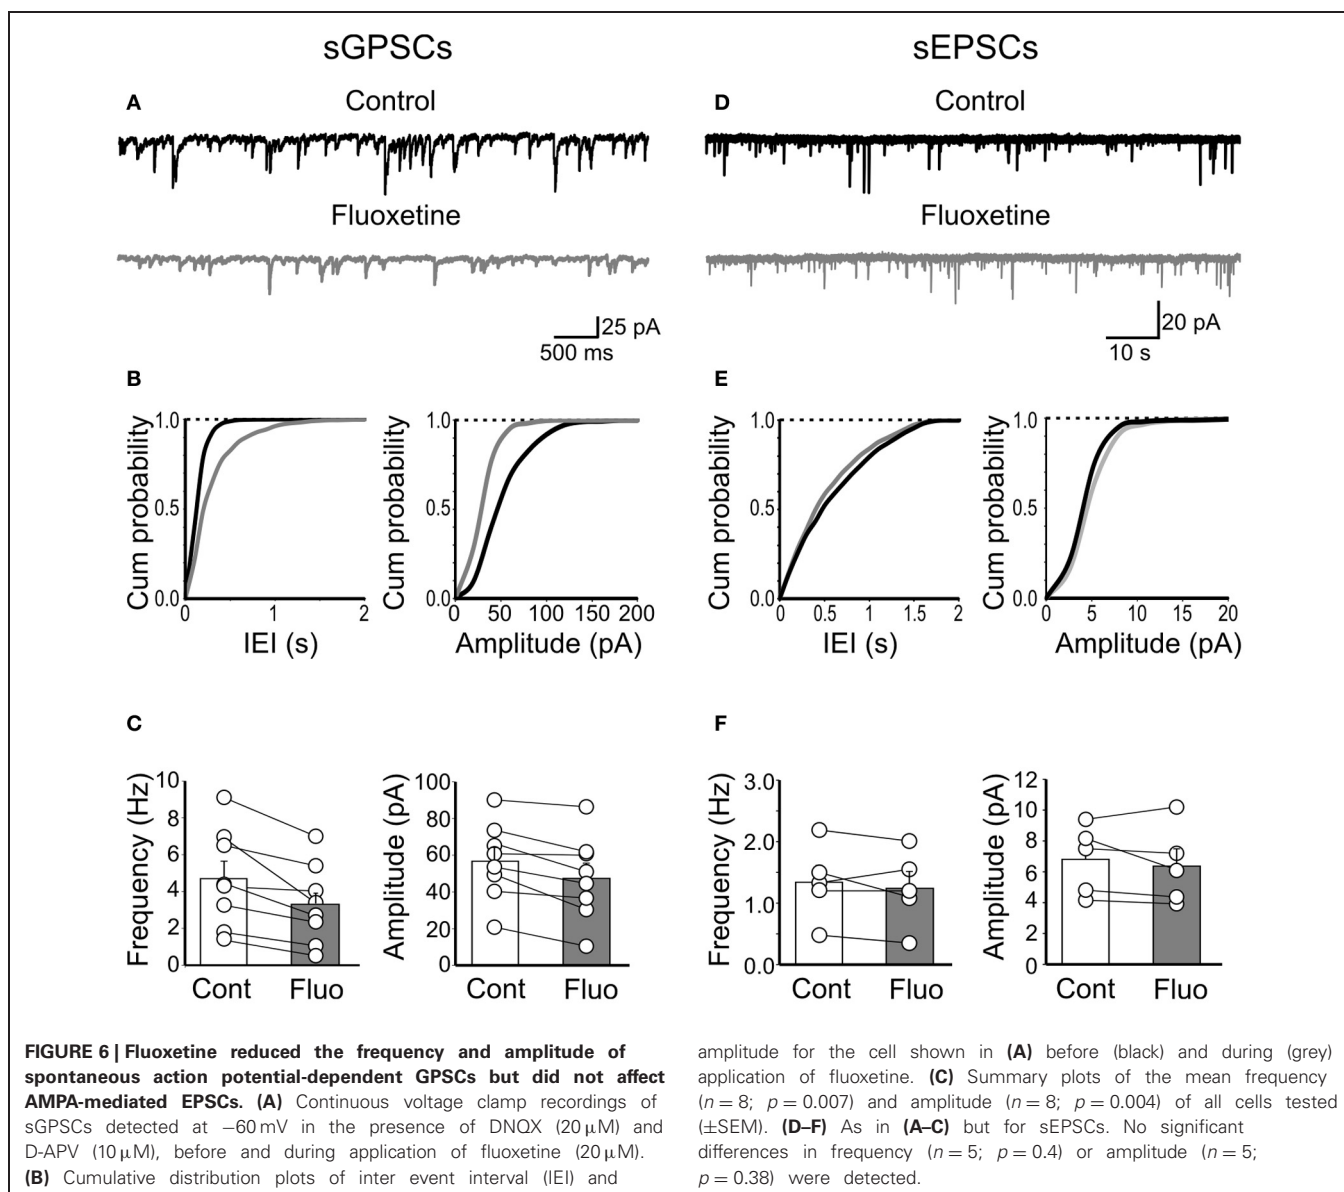 sGPSCs
A
Control
Fluoxetine
25 pA
500 ms
B
Cum probability
1.0
0.5
0.0
0
1
2
IEI (s)
Cum probability
1.0
0.5
0.0
0
50
100
150
200
Amplitude (pA)
C
Frequency (Hz)
10
8
6
4
2
0
Cont
Fluo
Amplitude (pA)
100
80
60
40
20
0
Cont
Fluo
sEPSCs
D
Control
Fluoxetine
20 pA
10 s
E
Cum probability
1.0
0.5
0.0
0
0.5
1
1.5
2
IEI (s)
Cum probability
1.0
0.5
0.0
0
5
10
15
20
Amplitude (pA)
F
Frequency (Hz)
3.0
2.0
1.0
0.0
Cont
Fluo
Amplitude (pA)
12
10
8
6
4
2
0
Cont
Fluo
FIGURE 6 | Fluoxetine reduced the frequency and amplitude of
spontaneous action potential-dependent GPSCs but did not affect
AMPA-mediated EPSCs. (A) Continuous voltage clamp recordings of
sGPSCs detected at −60 mV in the presence of DNQX (20 μM) and
D-APV (10 μM), before and during application of fluoxetine (20 μM).
(B) Cumulative distribution plots of inter event interval (IEI) and
amplitude for the cell shown in (A) before (black) and during (grey)
application of fluoxetine. (C) Summary plots of the mean frequency
(n = 8; p = 0.007) and amplitude (n = 8; p = 0.004) of all cells tested
(±SEM). (D–F) As in (A–C) but for sEPSCs. No significant
differences in frequency (n = 5; p = 0.4) or amplitude (n = 5;
p = 0.38) were detected.